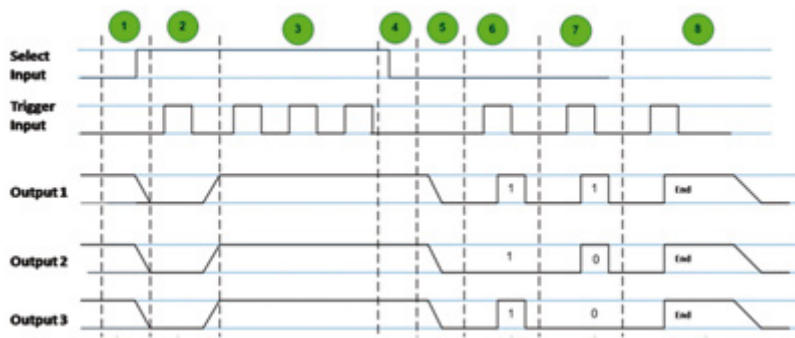 1 2 3 4 5 6 7 8
Select
Input
Trigger
Input
Output 1
1 1 End
Output 2
1 0 End
Output 3
1 0 End